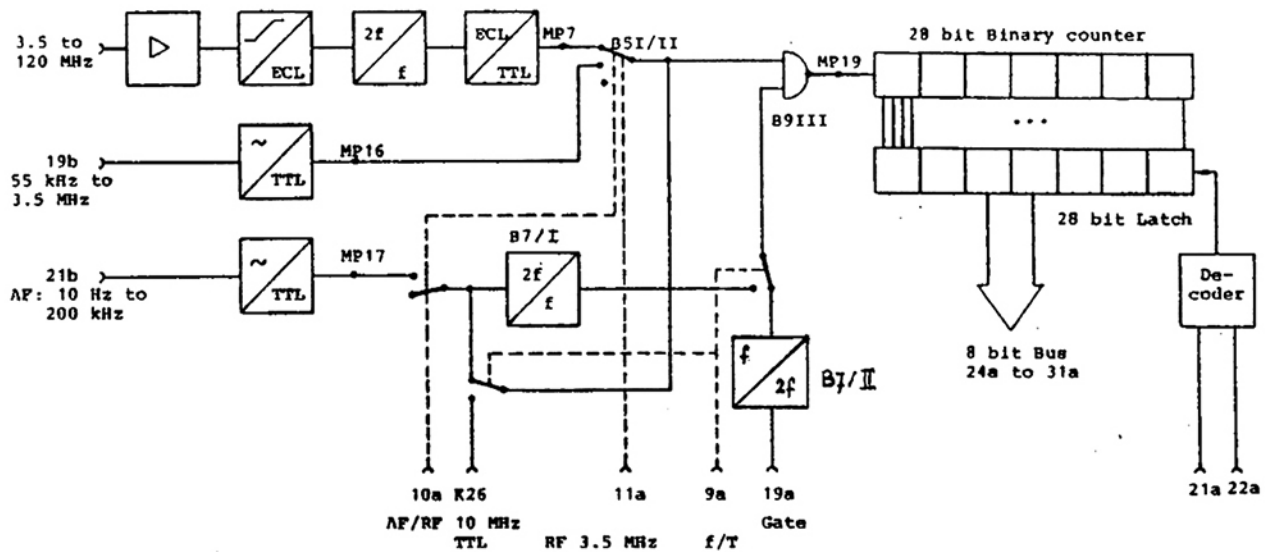 3.5 to
120 MHz
ECL
2f
f
ECL
TTL
MP7
B5I/II
28 bit Binary counter
MP19
B9III
19b
55 kHz to
3.5 MHz
~
TTL
MP16
...
28 bit Latch
21b
AF: 10 Hz to
200 kHz
~
TTL
MP17
B7/I
2f
f
De-
coder
f
2f
B7/II
8 bit Bus
24a to 31a
10a K26 11a 9a 19a 21a 22a
AF/RF 10 MHz Gate
TTL RF 3.5 MHz f/T